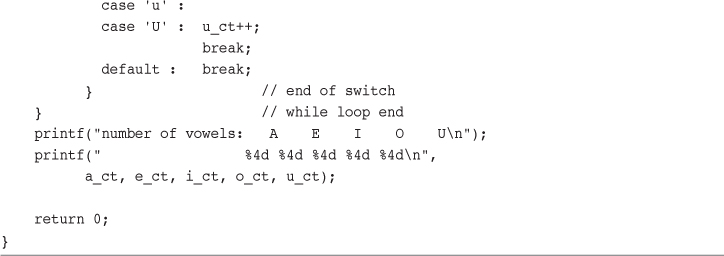 case 'u' :
            case 'U' :  u_ct++;
                        break;
            default :   break;
          }                    // end of switch
    }                          // while loop end
    printf("number of vowels:   A    E    I    O    U\n");
    printf("                 %4d %4d %4d %4d %4d\n",
          a_ct, e_ct, i_ct, o_ct, u_ct);
    return 0;
}